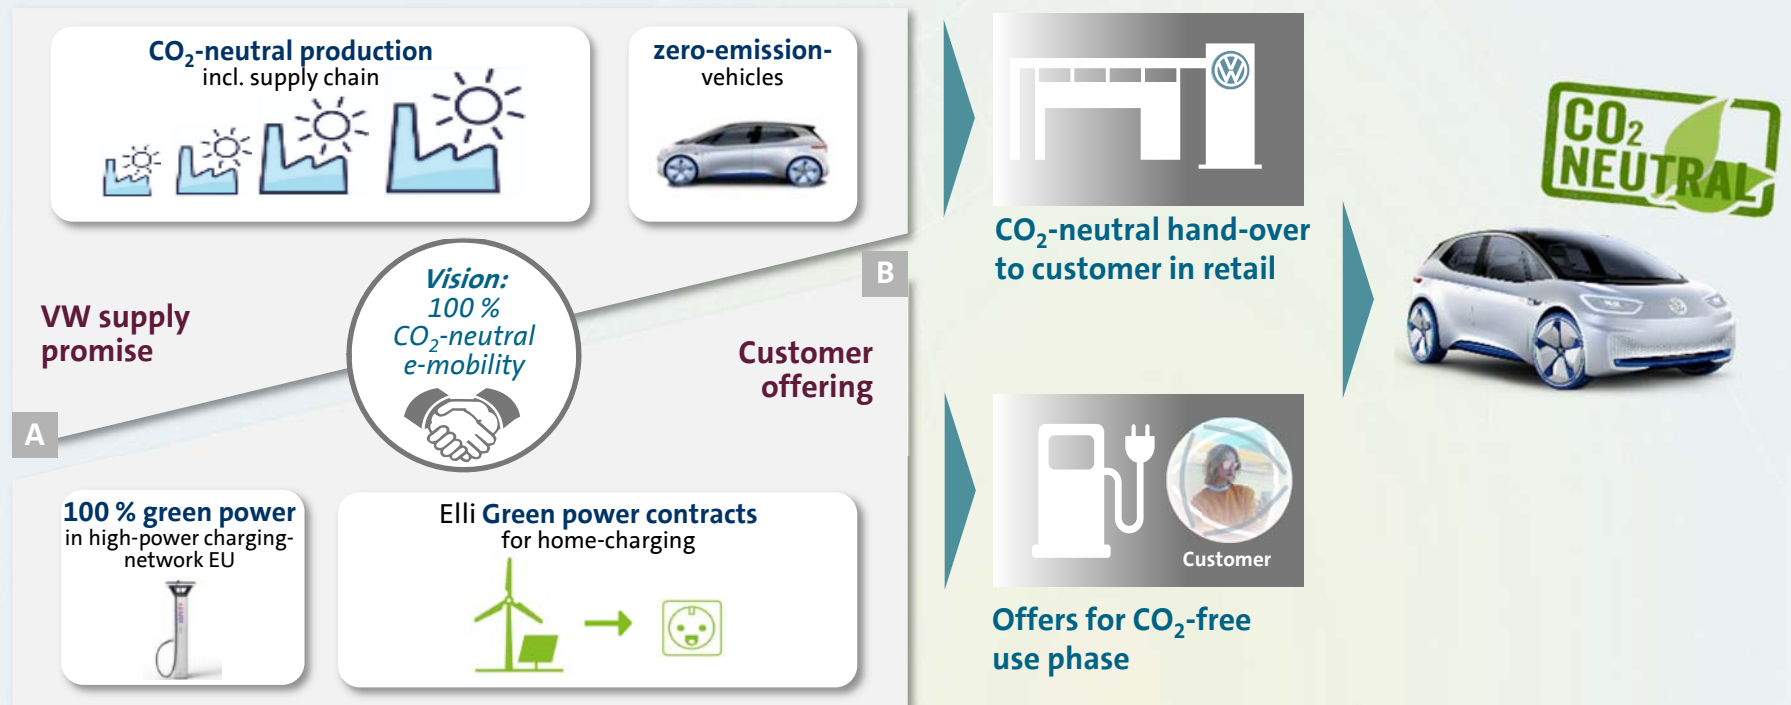 CO₂-neutral production
incl. supply chain
zero-emission-
vehicles
VW supply
promise
A
Vision:
100 %
CO₂-neutral
e-mobility
B
Customer
offering
100 % green power
in high-power charging-
network EU
Elli Green power contracts
for home-charging
VW
CO₂-neutral hand-over
to customer in retail
Customer
Offers for CO₂-free
use phase
CO₂
NEUTRAL